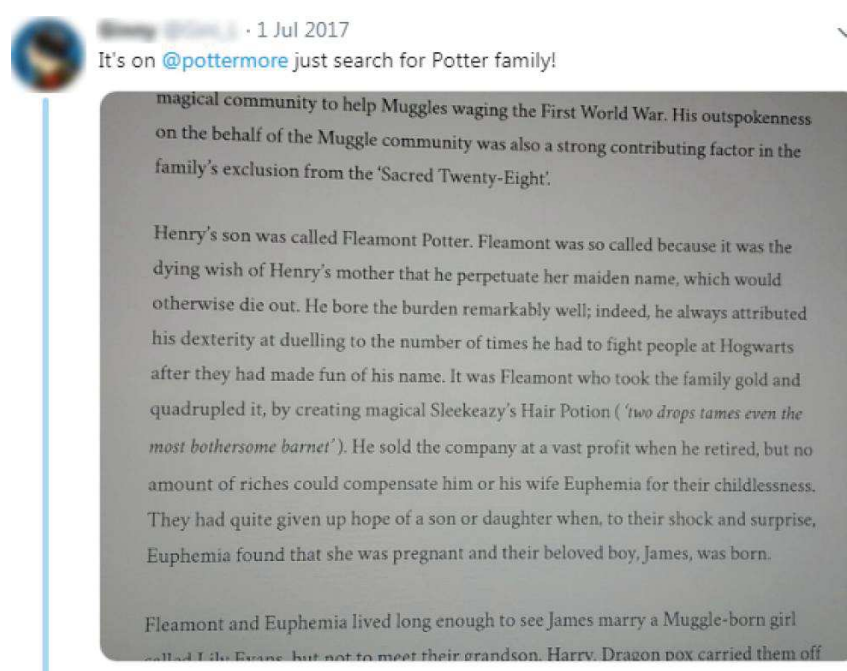 · 1 Jul 2017
It's on @pottermore just search for Potter family!
magical community to help Muggles waging the First World War. His outspokenness
on the behalf of the Muggle community was also a strong contributing factor in the
family's exclusion from the 'Sacred Twenty-Eight'.
Henry's son was called Fleamont Potter. Fleamont was so called because it was the
dying wish of Henry's mother that he perpetuate her maiden name, which would
otherwise die out. He bore the burden remarkably well; indeed, he always attributed
his dexterity at duelling to the number of times he had to fight people at Hogwarts
after they had made fun of his name. It was Fleamont who took the family gold and
quadrupled it, by creating magical Sleekeazy's Hair Potion ( 'two drops tames even the
most bothersome barnet' ). He sold the company at a vast profit when he retired, but no
amount of riches could compensate him or his wife Euphemia for their childlessness.
They had quite given up hope of a son or daughter when, to their shock and surprise,
Euphemia found that she was pregnant and their beloved boy, James, was born.
Fleamont and Euphemia lived long enough to see James marry a Muggle-born girl
called Lily Evans, but not to meet their grandson, Harry. Dragon pox carried them off